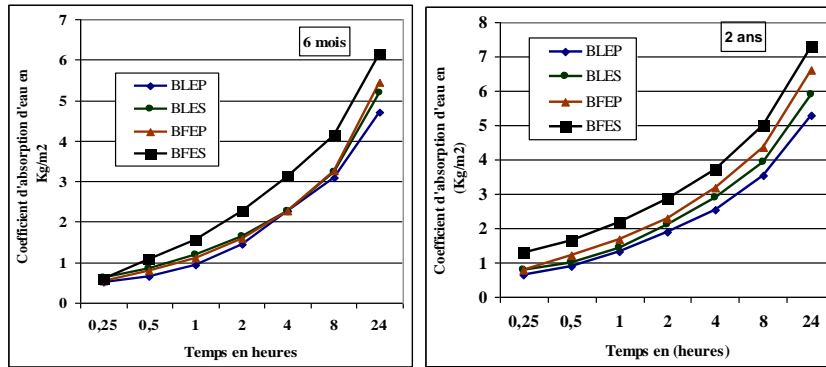 6 mois
7
6
5
4
3
2
1
0
Coefficient d'absorption d'eau en
Kg/m2
BLEP
BLES
BFEP
BFES
0,25 0,5 1 2 4 8 24
Temps en heures
2 ans
8
7
6
5
4
3
2
1
0
Coefficient d'absorption d'eau en
(Kg/m2)
BLEP
BLES
BFEP
BFES
0,25 0,5 1 2 4 8 24
Temps en (heures)